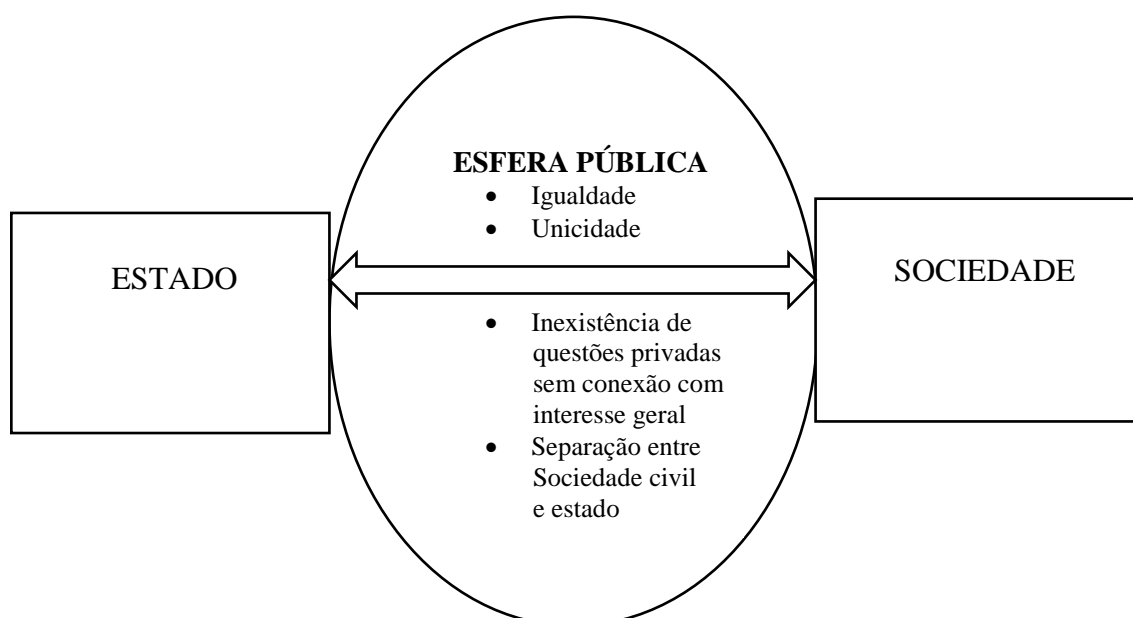 ESFERA PÚBLICA
• Igualdade
• Unicidade
ESTADO
SOCIEDADE
• Inexistência de
questões privadas
sem conexão com
interesse geral
• Separação entre
Sociedade civil
e estado